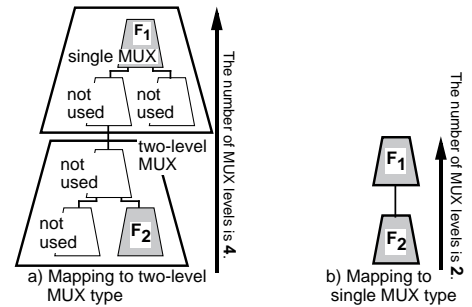 F1
single MUX
not
used
not
used
two-level
MUX
not
used
not
used
F2
The number of MUX levels is 4.
a) Mapping to two-level
MUX type
F1
F2
The number of MUX levels is 2.
b) Mapping to
single MUX type